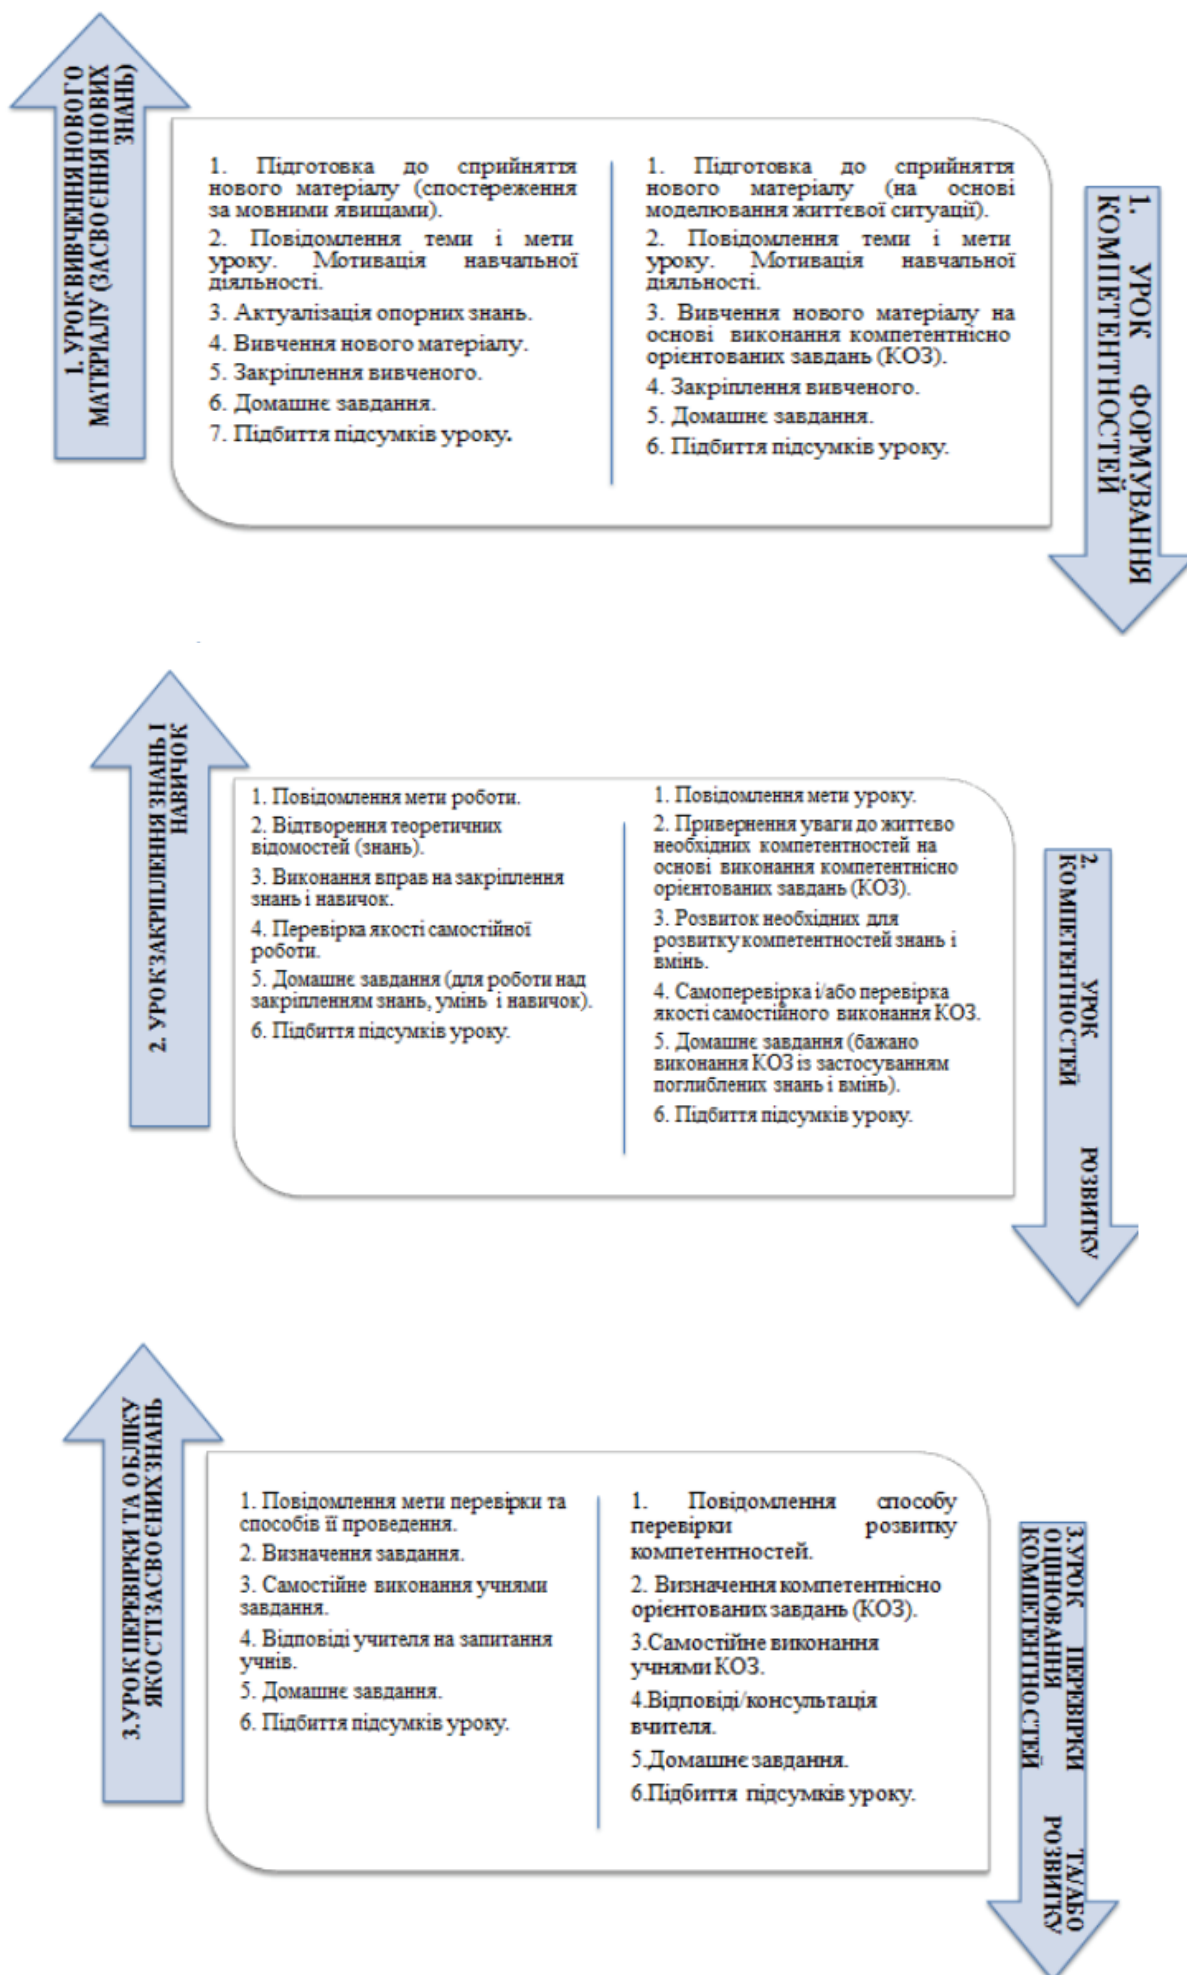 1. УРОК ВИВЧЕННЯ НОВОГО
МАТЕРІАЛУ (ЗАСВОЄННЯ НОВИХ
ЗНАНЬ)
1. Підготовка до сприйняття
нового матеріалу (спостереження
за мовними явищами).
2. Повідомлення теми і мети
уроку. Мотивація навчальної
діяльності.
3. Актуалізація опорних знань.
4. Вивчення нового матеріалу.
5. Закріплення вивченого.
6. Домашнє завдання.
7. Підбиття підсумків уроку.
1. Підготовка до сприйняття
нового матеріалу (на основі
моделювання життєвої ситуації).
2. Повідомлення теми і мети
уроку. Мотивація навчальної
діяльності.
3. Вивчення нового матеріалу на
основі виконання компетентнісно
орієнтованих завдань (КОЗ).
4. Закріплення вивченого.
5. Домашнє завдання.
6. Підбиття підсумків уроку.
1. УРОК ФОРМУВАННЯ
КОМПЕТЕНТНОСТЕЙ
2. УРОК ЗАКРІПЛЕННЯ ЗНАНЬ І
НАВИЧОК
1. Повідомлення мети роботи.
2. Відтворення теоретичних
відомостей (знань).
3. Виконання вправ на закріплення
знань і навичок.
4. Перевірка якості самостійної
роботи.
5. Домашнє завдання (для роботи над
закріпленням знань, умінь і навичок).
6. Підбиття підсумків уроку.
1. Повідомлення мети уроку.
2. Привернення уваги до життєво
необхідних компетентностей на
основі виконання компетентнісно
орієнтованих завдань (КОЗ).
3. Розвиток необхідних для
розвитку компетентностей знань і
вмінь.
4. Самоперевірка і/або перевірка
якості самостійного виконання КОЗ.
5. Домашнє завдання (бажано
виконання КОЗ із застосуванням
поглиблених знань і вмінь).
6. Підбиття підсумків уроку.
2. УРОК РОЗВИТКУ
КОМПЕТЕНТНОСТЕЙ
3.УРОК ПЕРЕВІРКИ ТА ОБЛІКУ
ЯКОСТІ ЗАСВОЄНИХ ЗНАНЬ
1. Повідомлення мети перевірки та
способів її проведення.
2. Визначення завдання.
3. Самостійне виконання учнями
завдання.
4. Відповіді учителя на запитання
учнів.
5. Домашнє завдання.
6. Підбиття підсумків уроку.
1. Повідомлення способу
перевірки розвитку
компетентностей.
2. Визначення компетентнісно
орієнтованих завдань (КОЗ).
3.Самостійне виконання
учнями КОЗ.
4.Відповіді/консультація
вчителя.
5.Домашнє завдання.
6.Підбиття підсумків уроку.
3.УРОК ПЕРЕВІРКИ ТА/АБО
ОЦІНЮВАННЯ РОЗВИТКУ
КОМПЕТЕНТНОСТЕЙ